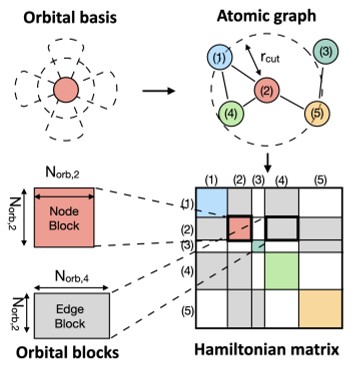 Orbital basis
Atomic graph
(1)
r_cut
(3)
(2)
(4)
(5)
N_orb,2
N_orb,2
Node
Block
N_orb,4
N_orb,2
Edge
Block
Orbital blocks
(1) (2) (3) (4) (5)
(1)
(2)
(3)
(4)
(5)
Hamiltonian matrix